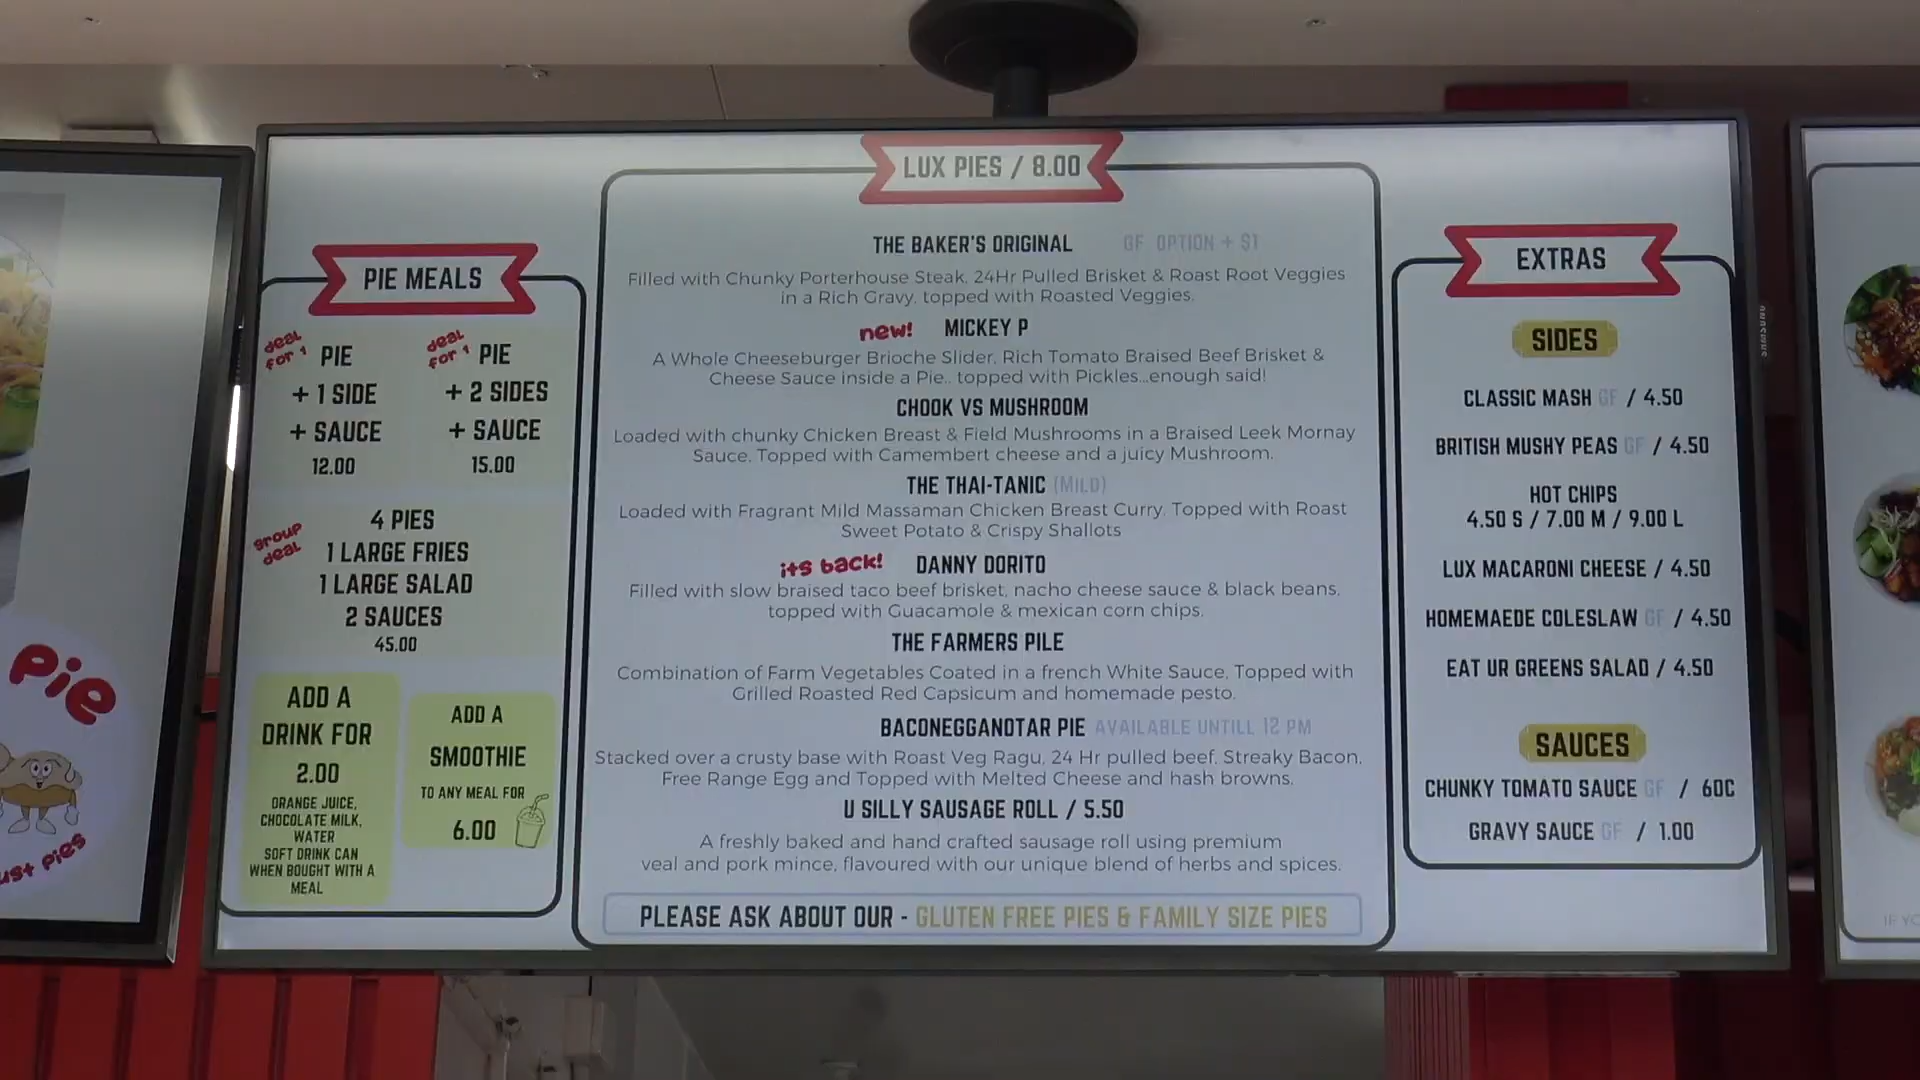 Pie
ust pies
PIE MEALS
deal for 1
PIE
+ 1 SIDE
+ SAUCE
12.00
deal for 1
PIE
+ 2 SIDES
+ SAUCE
15.00
group deal
4 PIES
1 LARGE FRIES
1 LARGE SALAD
2 SAUCES
45.00
ADD A
DRINK FOR
2.00
ORANGE JUICE,
CHOCOLATE MILK,
WATER
SOFT DRINK CAN
WHEN BOUGHT WITH A
MEAL
ADD A
SMOOTHIE
TO ANY MEAL FOR
6.00
LUX PIES / 8.00
THE BAKER'S ORIGINAL GF OPTION + $1
Filled with Chunky Porterhouse Steak, 24Hr Pulled Brisket & Roast Root Veggies
in a Rich Gravy, topped with Roasted Veggies.
new! MICKEY P
A Whole Cheeseburger Brioche Slider, Rich Tomato Braised Beef Brisket &
Cheese Sauce inside a Pie.. topped with Pickles...enough said!
CHOOK VS MUSHROOM
Loaded with chunky Chicken Breast & Field Mushrooms in a Braised Leek Mornay
Sauce. Topped with Camembert cheese and a juicy Mushroom.
THE THAI-TANIC (MILD)
Loaded with Fragrant Mild Massaman Chicken Breast Curry, Topped with Roast
Sweet Potato & Crispy Shallots
its back! DANNY DORITO
Filled with slow braised taco beef brisket, nacho cheese sauce & black beans,
topped with Guacamole & mexican corn chips.
THE FARMERS PILE
Combination of Farm Vegetables Coated in a french White Sauce, Topped with
Grilled Roasted Red Capsicum and homemade pesto.
BACONEGGANOTAR PIE AVAILABLE UNTILL 12 PM
Stacked over a crusty base with Roast Veg Ragu, 24 Hr pulled beef, Streaky Bacon,
Free Range Egg and Topped with Melted Cheese and hash browns.
U SILLY SAUSAGE ROLL / 5.50
A freshly baked and hand crafted sausage roll using premium
veal and pork mince, flavoured with our unique blend of herbs and spices.
PLEASE ASK ABOUT OUR - GLUTEN FREE PIES & FAMILY SIZE PIES
EXTRAS
SIDES
CLASSIC MASH GF / 4.50
BRITISH MUSHY PEAS GF / 4.50
HOT CHIPS
4.50 S / 7.00 M / 9.00 L
LUX MACARONI CHEESE / 4.50
HOMEMAEDE COLESLAW GF / 4.50
EAT UR GREENS SALAD / 4.50
SAUCES
CHUNKY TOMATO SAUCE GF / 60C
GRAVY SAUCE GF / 1.00
SAMSUNG
IF YO